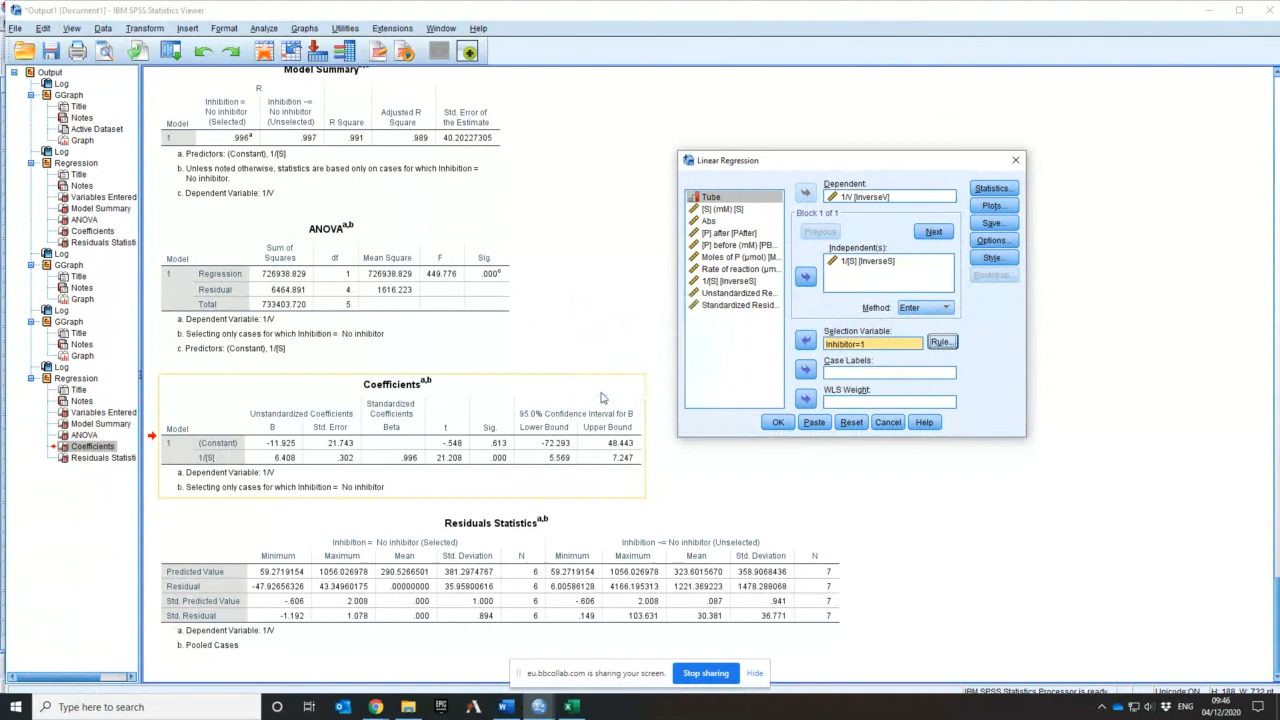 *Output1 [Document1] - IBM SPSS Statistics Viewer
File Edit View Data Transform Insert Format Analyze Graphs Utilities Extensions Window Help
Output
Log
GGraph
Title
Notes
Active Dataset
Graph
Log
Regression
Title
Notes
Variables Entered
Model Summary
ANOVA
Coefficients
Residuals Statisti
Log
GGraph
Title
Notes
Graph
Log
GGraph
Title
Notes
Graph
Log
Regression
Title
Notes
Variables Entered
Model Summary
ANOVA
Coefficients
Residuals Statisti
Model Summary
R
Inhibition = No inhibitor (Selected) Inhibition ~= No inhibitor (Unselected) R Square Adjusted R Square Std. Error of the Estimate
Model
1 .996a .997 .991 .989 40.20227305
a. Predictors: (Constant), 1/[S]
b. Unless noted otherwise, statistics are based only on cases for which Inhibition =
No inhibitor.
c. Dependent Variable: 1/V
ANOVAa,b
Model Sum of Squares df Mean Square F Sig.
1 Regression 726938.829 1 726938.829 449.776 .000c
Residual 6464.891 4 1616.223
Total 733403.720 5
a. Dependent Variable: 1/V
b. Selecting only cases for which Inhibition = No inhibitor
c. Predictors: (Constant), 1/[S]
Coefficientsa,b
Unstandardized Coefficients Standardized Coefficients 95.0% Confidence Interval for B
Model B Std. Error Beta t Sig. Lower Bound Upper Bound
1 (Constant) -11.925 21.743 -.548 .613 -72.293 48.443
1/[S] 6.408 .302 .996 21.208 .000 5.569 7.247
a. Dependent Variable: 1/V
b. Selecting only cases for which Inhibition = No inhibitor
Residuals Statisticsa,b
Inhibition = No inhibitor (Selected) Inhibition ~= No inhibitor (Unselected)
Minimum Maximum Mean Std. Deviation N Minimum Maximum Mean Std. Deviation N
Predicted Value 59.2719154 1056.026978 290.5266501 381.2974767 6 59.2719154 1056.026978 323.6015670 358.9068436 7
Residual -47.92656326 43.34960175 .00000000 35.95800616 6 6.00586128 4166.195313 1221.369223 1478.288068 7
Std. Predicted Value -.606 2.008 .000 1.000 6 -.606 2.008 .087 .941 7
Std. Residual -1.192 1.078 .000 .894 6 .149 103.631 30.381 36.771 7
a. Dependent Variable: 1/V
b. Pooled Cases
Linear Regression
Tube
[S] (mM) [S]
Abs
[P] after [PAfter]
[P] before (mM) [PB...
Moles of P (µmol) [M...
Rate of reaction (µm...
1/[S] [InverseS]
Unstandardized Re...
Standardized Resid...
Dependent:
1/V [InverseV]
Block 1 of 1
Previous Next
Independent(s):
1/[S] [InverseS]
Method: Enter
Selection Variable:
Inhibitor=1 Rule...
Case Labels:
WLS Weight:
Statistics...
Plots...
Save...
Options...
Style...
Bootstrap...
OK Paste Reset Cancel Help
eu.bbcollab.com is sharing your screen. Stop sharing Hide
IBM SPSS Statistics Processor is ready Unicode:ON H: 188, W: 732 pt
Type here to search
ENG
09:46
04/12/2020